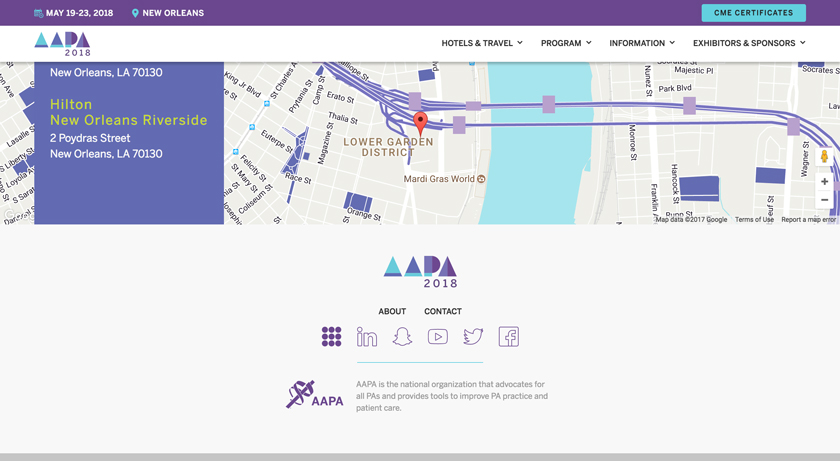 MAY 19-23, 2018
NEW ORLEANS
CME CERTIFICATES
AAPA
2018
HOTELS & TRAVEL
PROGRAM
INFORMATION
EXHIBITORS & SPONSORS
New Orleans, LA 70130
Hilton
New Orleans Riverside
2 Poydras Street
New Orleans, LA 70130
King Jr Blvd
St Charles A
Prytania St
Camp St
Erato St
Thalia St
Magazine St
Euterpe St
Felicity St
St Mary St
Coliseum St
Race St
Orange St
LOWER GARDEN
DISTRICT
Mardi Gras World
Nunez St
Majestic Pl
Park Blvd
Monroe St
Hancock St
Franklin A
Wagner St
Map data ©2017 Google
Terms of Use
Report a map error
AAPA
2018
ABOUT
CONTACT
AAPA
AAPA is the national organization that advocates for
all PAs and provides tools to improve PA practice and
patient care.